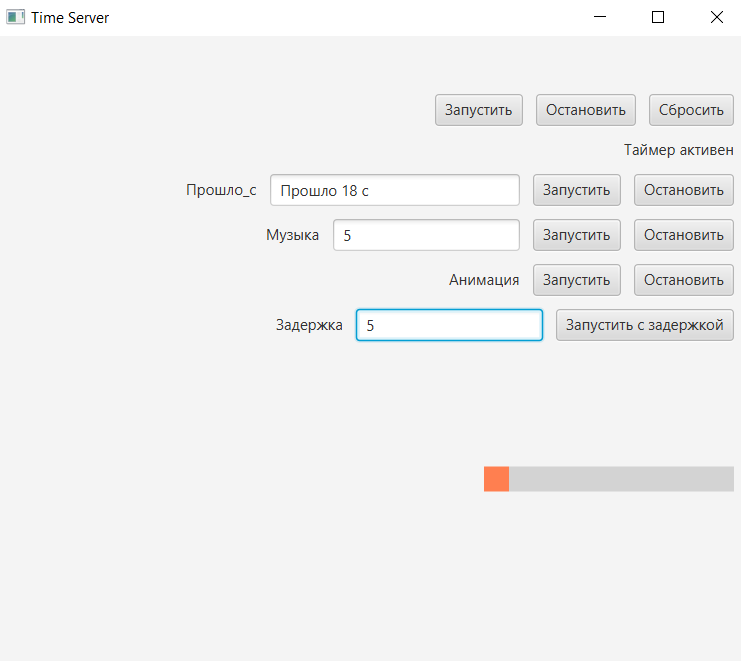 Time Server
Запустить Остановить Сбросить
Таймер активен
Прошло_с Прошло 18 с Запустить Остановить
Музыка 5 Запустить Остановить
Анимация Запустить Остановить
Задержка 5 Запустить с задержкой